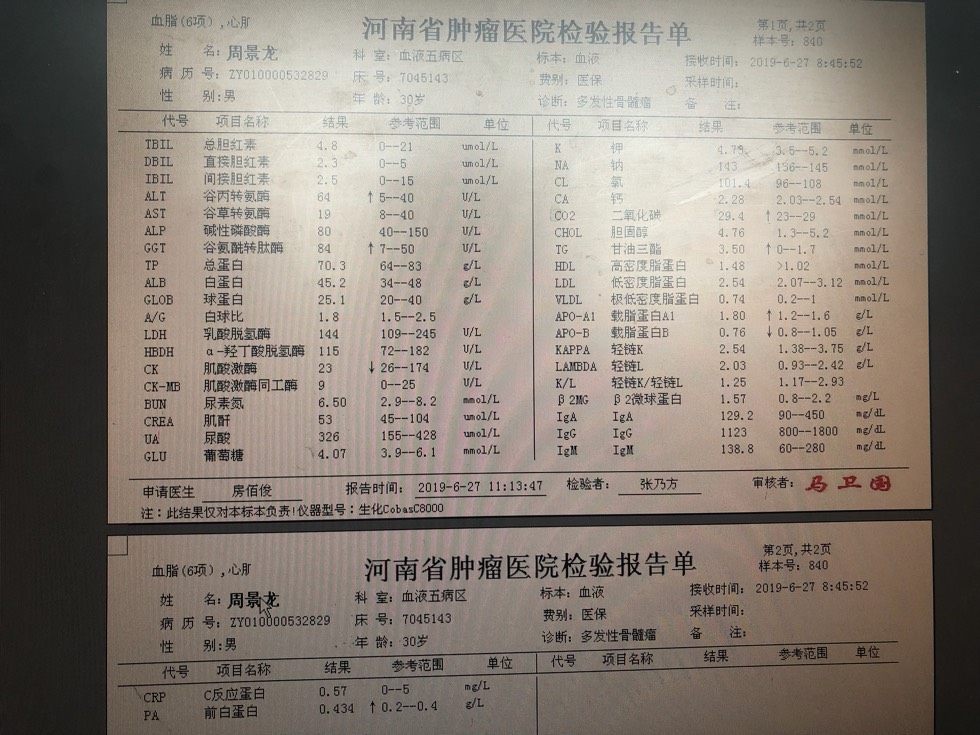 血脂(6项),心肌
河南省肿瘤医院检验报告单
第1页,共2页
样本号: 840
姓 名: 周景龙 科 室: 血液五病区 标本: 血液 接收时间: 2019-6-27 8:45:52
病 历 号: ZY010000532829 床 号: 7045143 费别: 医保 采样时间:
性 别:男 年 龄: 30岁 诊断: 多发性骨髓瘤 备 注:
代号 项目名称 结果 参考范围 单位 代号 项目名称 结果 参考范围 单位
TBIL 总胆红素 4.8 0--21 umol/L K 钾 4.78 3.5--5.2 mmol/L
DBIL 直接胆红素 2.3 0--5 umol/L NA 钠 143 136--145 mmol/L
IBIL 间接胆红素 2.5 0--15 umol/L CL 氯 101.4 96--108 mmol/L
ALT 谷丙转氨酶 64 ↑5--40 U/L CA 钙 2.28 2.03--2.54 mmol/L
AST 谷草转氨酶 19 8--40 U/L CO2 二氧化碳 29.4 ↑23--29 mmol/L
ALP 碱性磷酸酶 80 40--150 U/L CHOL 胆固醇 4.76 1.3--5.2 mmol/L
GGT 谷氨酰转肽酶 84 ↑7--50 U/L TG 甘油三酯 3.50 ↑0--1.7 mmol/L
TP 总蛋白 70.3 64--83 g/L HDL 高密度脂蛋白 1.48 >1.02 mmol/L
ALB 白蛋白 45.2 34--48 g/L LDL 低密度脂蛋白 2.54 2.07--3.12 mmol/L
GLOB 球蛋白 25.1 20--40 g/L VLDL 极低密度脂蛋白 0.74 0.2--1 mmol/L
A/G 白球比 1.8 1.5--2.5 APO-A1 载脂蛋白A1 1.80 ↑1.2--1.6 g/L
LDH 乳酸脱氢酶 144 109--245 U/L APO-B 载脂蛋白B 0.76 ↓0.8--1.05 g/L
HBDH α-羟丁酸脱氢酶 115 72--182 U/L KAPPA 轻链K 2.54 1.38--3.75 g/L
CK 肌酸激酶 23 ↓26--174 U/L LAMBDA 轻链L 2.03 0.93--2.42 g/L
CK-MB 肌酸激酶同工酶 9 0--25 U/L K/L 轻链K/轻链L 1.25 1.17--2.93
BUN 尿素氮 6.50 2.9--8.2 mmol/L β2MG β2微球蛋白 1.57 0.8--2.2 mg/L
CREA 肌酐 53 45--104 umol/L IgA IgA 129.2 90--450 mg/dL
UA 尿酸 326 155--428 umol/L IgG IgG 1123 800--1800 mg/dL
GLU 葡萄糖 4.07 3.9--6.1 mmol/L IgM IgM 138.8 60--280 mg/dL
申请医生 房佰俊 报告时间: 2019-6-27 11:13:47 检验者: 张乃方 审核者: 马卫国
注: 此结果仅对本标本负责!仪器型号: 生化CobasC8000
血脂(6项),心肌
河南省肿瘤医院检验报告单
第2页,共2页
样本号: 840
姓 名: 周景龙 科 室: 血液五病区 标本: 血液 接收时间: 2019-6-27 8:45:52
病 历 号: ZY010000532829 床 号: 7045143 费别: 医保 采样时间:
性 别:男 年 龄: 30岁 诊断: 多发性骨髓瘤 备 注:
代号 项目名称 结果 参考范围 单位 代号 项目名称 结果 参考范围 单位
CRP C反应蛋白 0.57 0--5 mg/L
PA 前白蛋白 0.434 ↑0.2--0.4 g/L